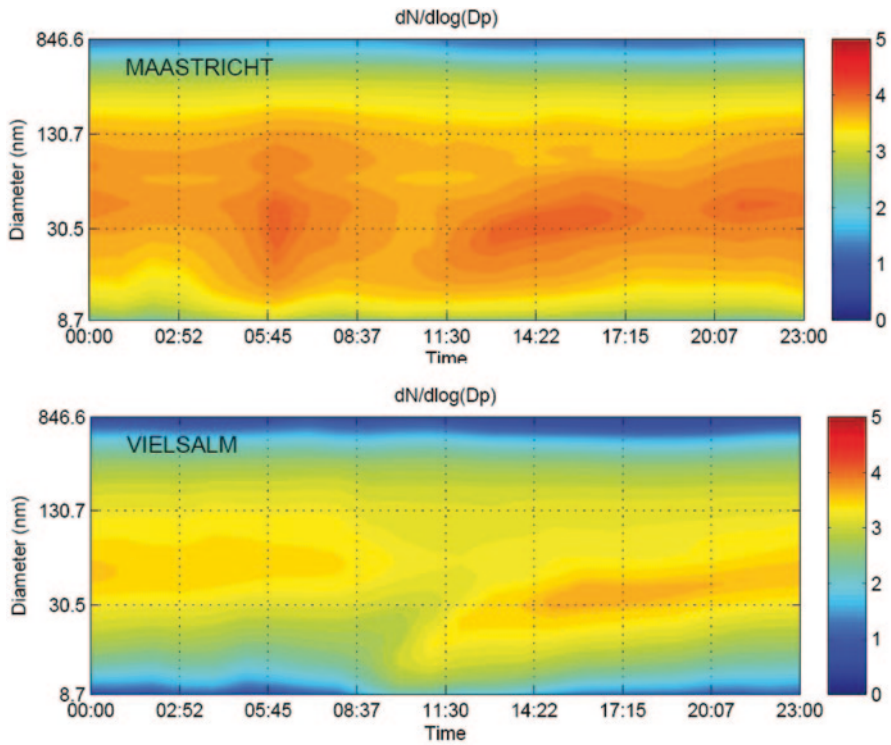 dN/dlog(Dp)
846.6
130.7
30.5
8.7
Diameter (nm)
MAASTRICHT
00:00 02:52 05:45 08:37 11:30 14:22 17:15 20:07 23:00
Time
5
4
3
2
1
0
dN/dlog(Dp)
846.6
130.7
30.5
8.7
Diameter (nm)
VIELSALM
00:00 02:52 05:45 08:37 11:30 14:22 17:15 20:07 23:00
Time
5
4
3
2
1
0